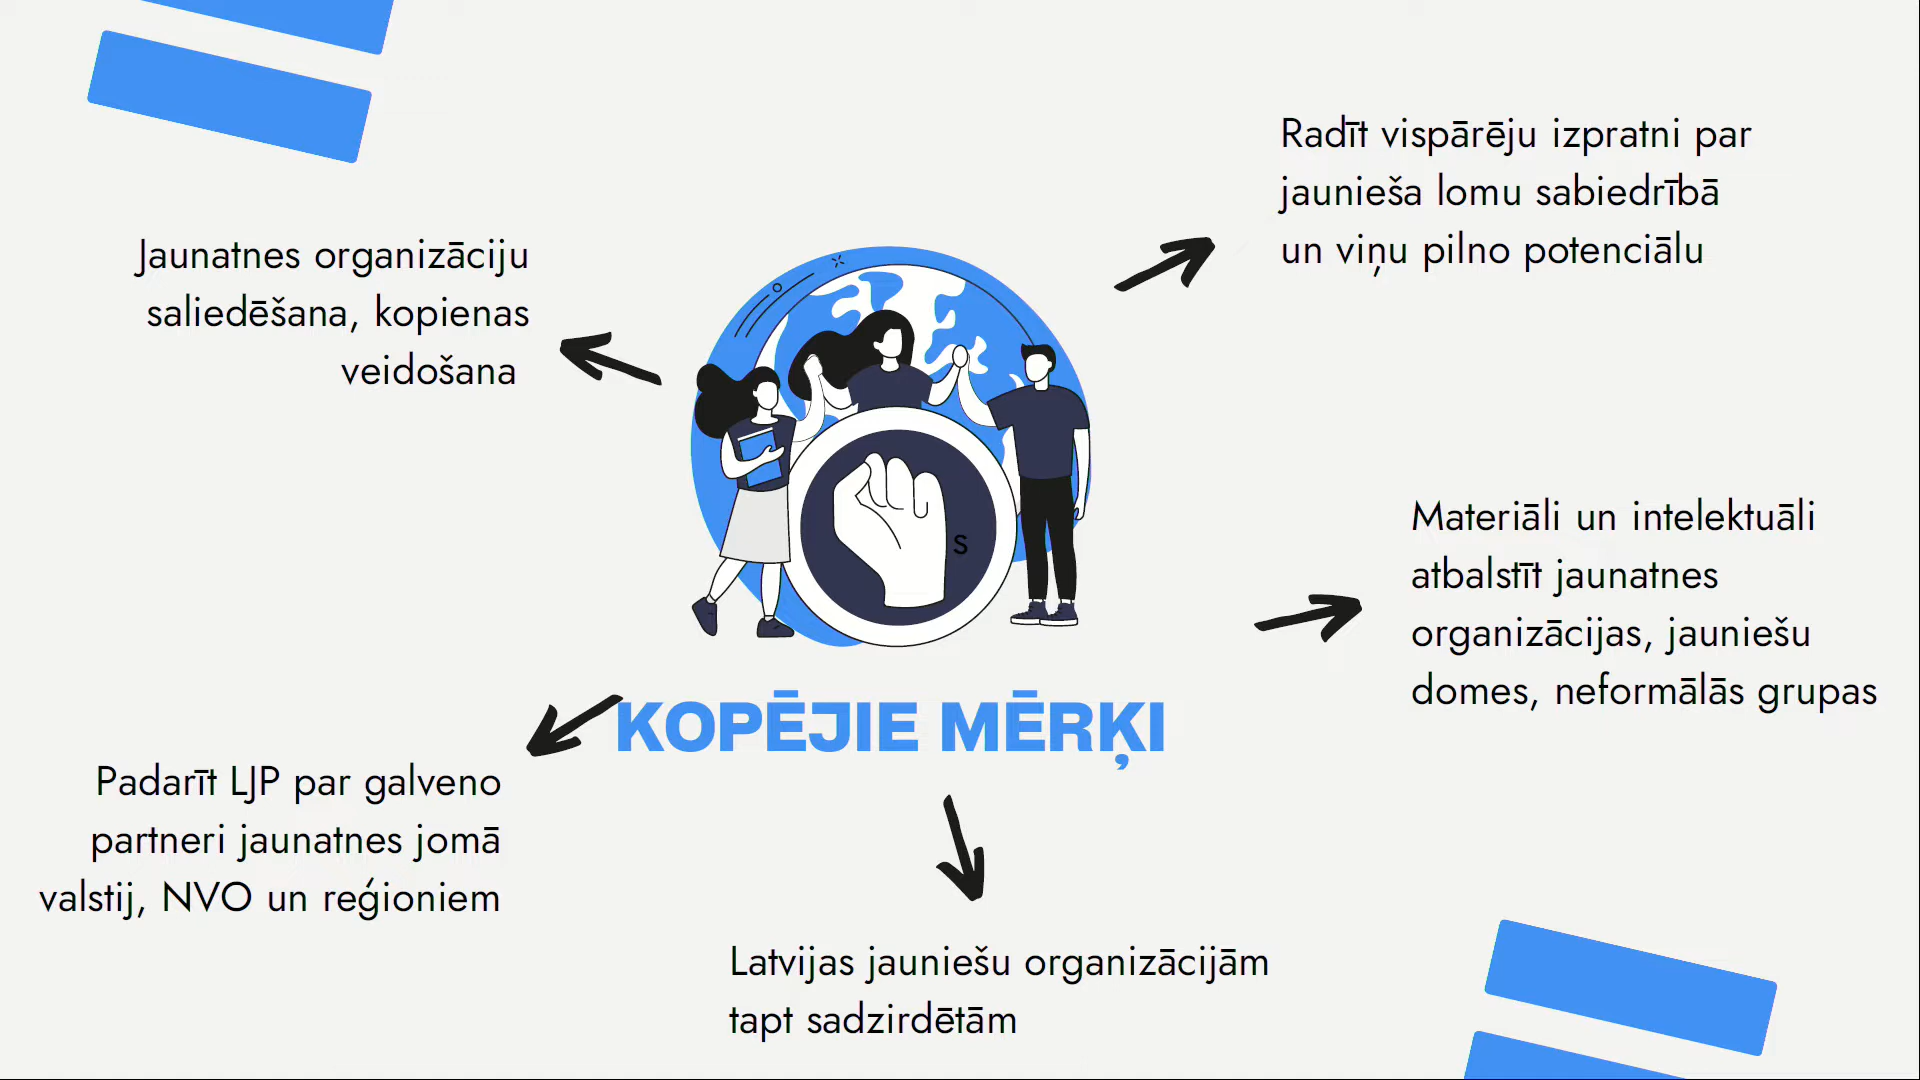 Radīt vispārēju izpratni par
jaunieša lomu sabiedrībā
un viņu pilno potenciālu
Jaunatnes organizāciju
saliedēšana, kopienas
veidošana
Materiāli un intelektuāli
atbalstīt jaunatnes
organizācijas, jauniešu
domes, neformālās grupas
s
KOPĒJIE MĒRĶI
Padarīt LJP par galveno
partneri jaunatnes jomā
valstij, NVO un reģioniem
Latvijas jauniešu organizācijām
tapt sadzirdētām